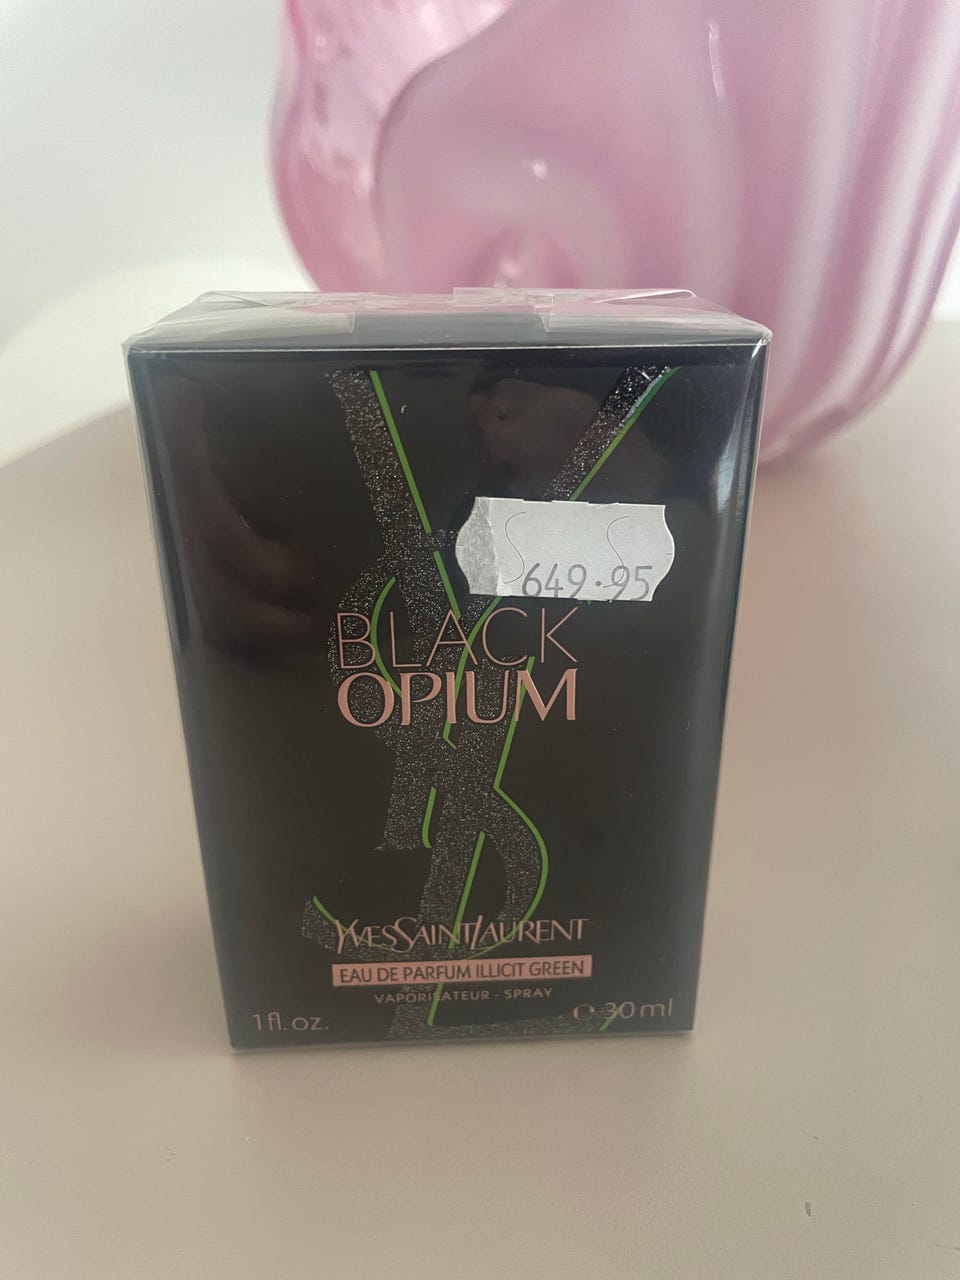 649.95
BLACK
OPIUM
YVESSAINTLAURENT
EAU DE PARFUM ILLICIT GREEN
VAPORISATEUR - SPRAY
1 fl. oz.
℮ 30 ml